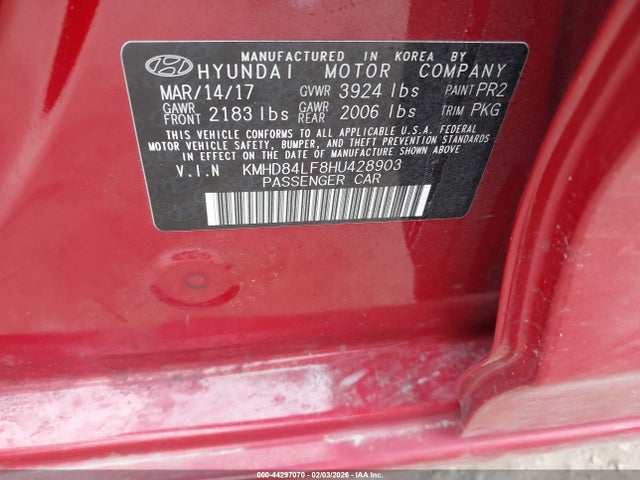 MANUFACTURED IN KOREA BY
HYUNDAI MOTOR COMPANY
MAR/14/17 GVWR 3924 lbs PAINT PR2
GAWR FRONT 2183 lbs GAWR REAR 2006 lbs TRIM PKG
THIS VEHICLE CONFORMS TO ALL APPLICABLE U.S.A. FEDERAL
MOTOR VEHICLE SAFETY, BUMPER, AND THEFT PREVENTION STANDARDS
IN EFFECT ON THE DATE OF MANUFACTURE SHOWN ABOVE.
V.I.N KMHD84LF8HU428903
PASSENGER CAR
000-44297070 - 02/03/2026 - IAA, Inc.